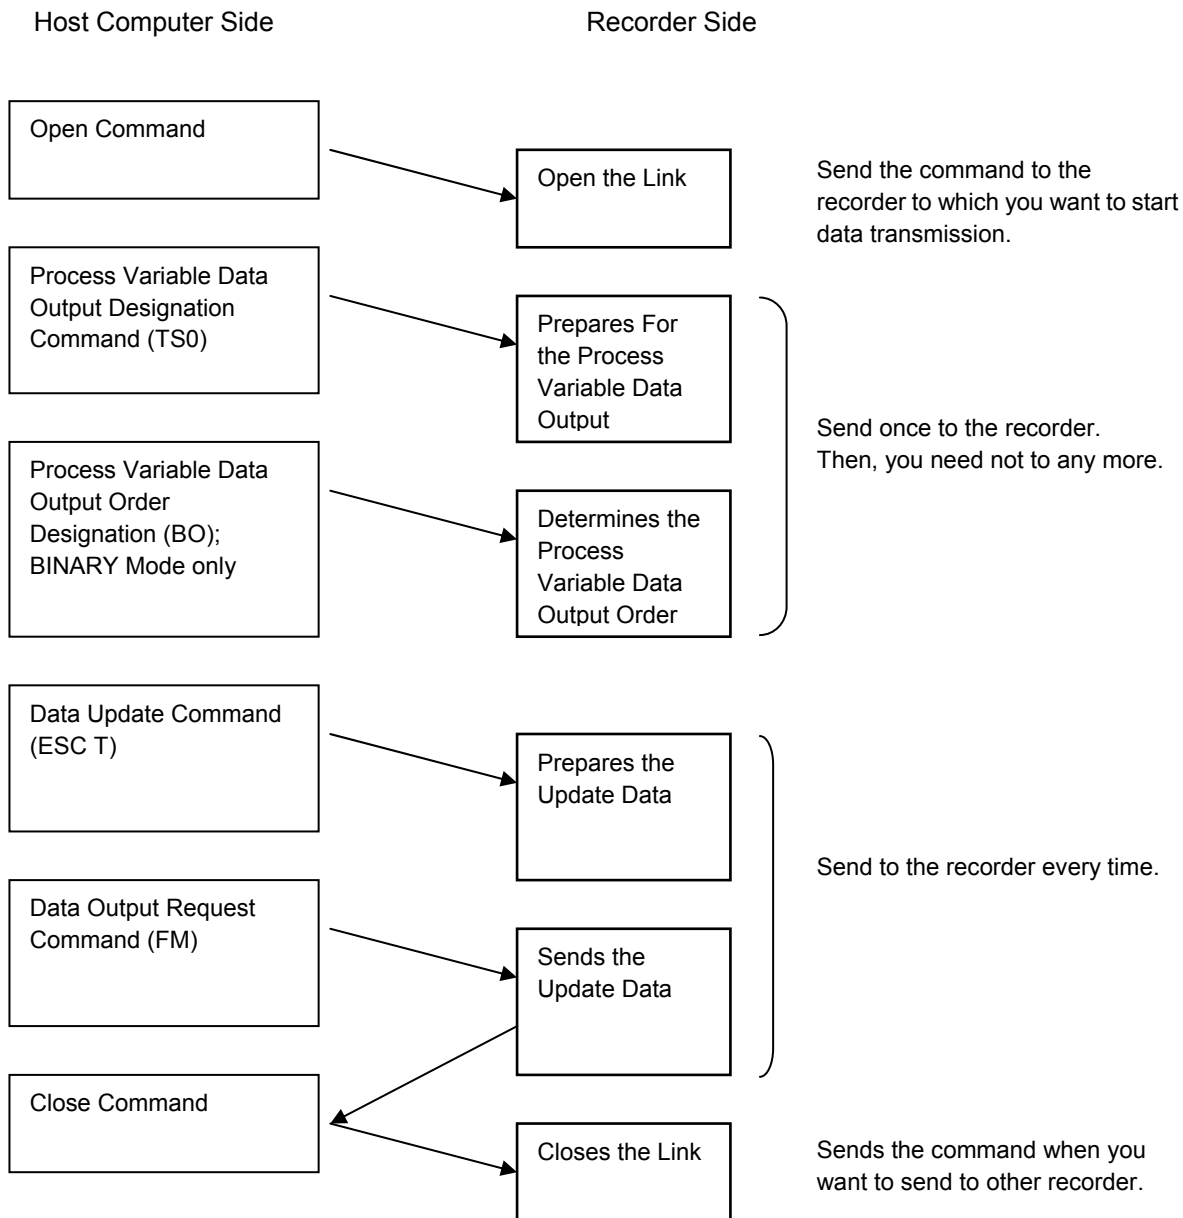 Host Computer Side
Recorder Side
Open Command
Open the Link
Send the command to the
recorder to which you want to start
data transmission.
Process Variable Data
Output Designation
Command (TS0)
Prepares For
the Process
Variable Data
Output
Process Variable Data
Output Order
Designation (BO);
BINARY Mode only
Determines the
Process
Variable Data
Output Order
Send once to the recorder.
Then, you need not to any more.
Data Update Command
(ESC T)
Prepares the
Update Data
Data Output Request
Command (FM)
Sends the
Update Data
Send to the recorder every time.
Close Command
Closes the Link
Sends the command when you
want to send to other recorder.